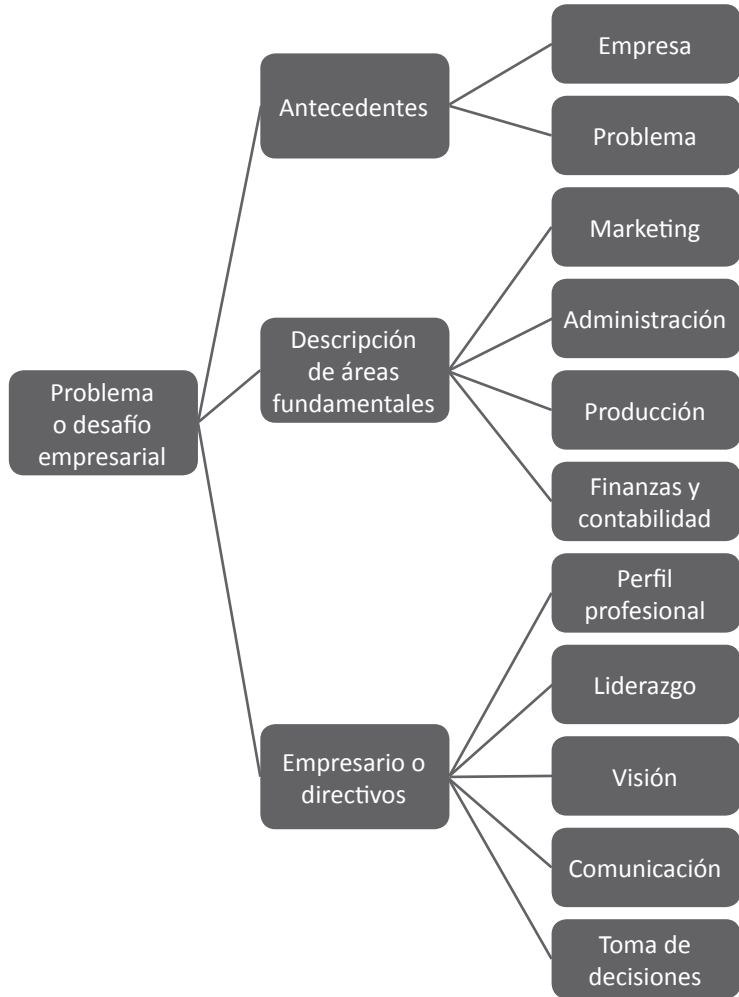 Problema
o desafío
empresarial
Antecedentes
Empresa
Problema
Descripción
de áreas
fundamentales
Marketing
Administración
Producción
Finanzas y
contabilidad
Empresario o
directivos
Perfil
profesional
Liderazgo
Visión
Comunicación
Toma de
decisiones